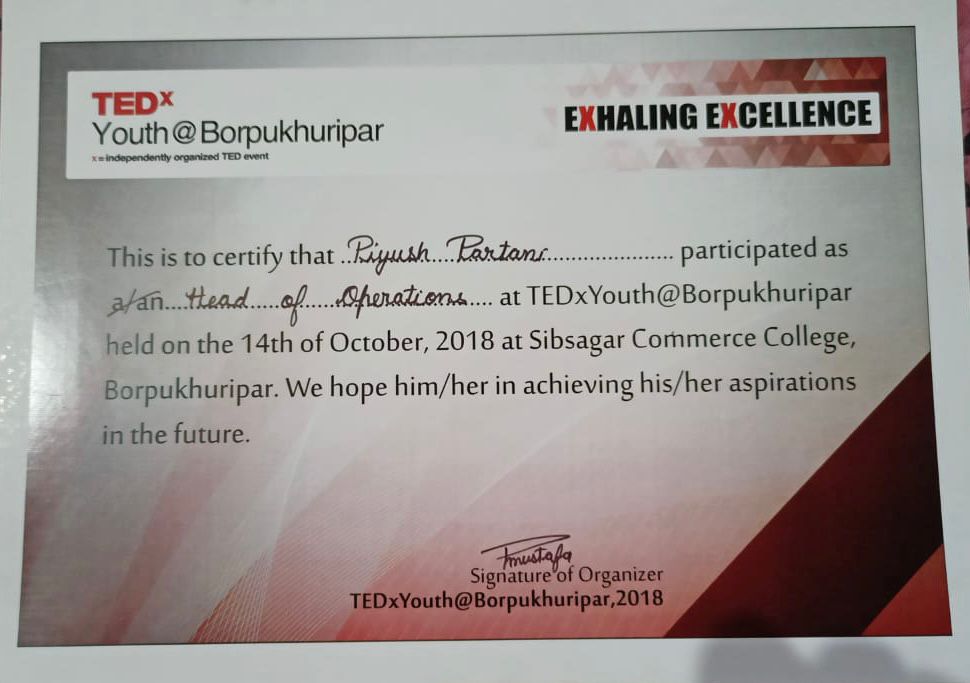 TEDx
Youth@Borpukhuripar
x = independently organized TED event
EXHALING EXCELLENCE
This is to certify that ..Piyush....Partani..................... participated as
a/an....Head.....of......Operations.... at TEDxYouth@Borpukhuripar
held on the 14th of October, 2018 at Sibsagar Commerce College,
Borpukhuripar. We hope him/her in achieving his/her aspirations
in the future.
Signature of Organizer
TEDxYouth@Borpukhuripar,2018